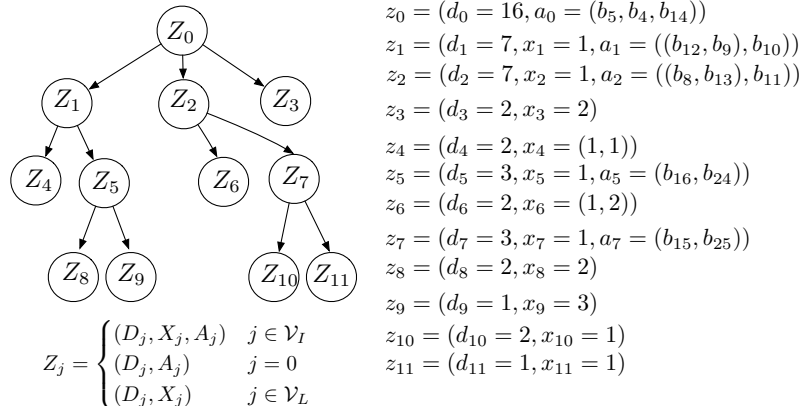 Z_0
Z_1
Z_2
Z_3
Z_4
Z_5
Z_6
Z_7
Z_8
Z_9
Z_10
Z_11
Z_j = { (D_j, X_j, A_j) j ∈ V_I
(D_j, A_j) j = 0
(D_j, X_j) j ∈ V_L
z_0 = (d_0 = 16, a_0 = (b_5, b_4, b_14))
z_1 = (d_1 = 7, x_1 = 1, a_1 = ((b_12, b_9), b_10))
z_2 = (d_2 = 7, x_2 = 1, a_2 = ((b_8, b_13), b_11))
z_3 = (d_3 = 2, x_3 = 2)
z_4 = (d_4 = 2, x_4 = (1, 1))
z_5 = (d_5 = 3, x_5 = 1, a_5 = (b_16, b_24))
z_6 = (d_6 = 2, x_6 = (1, 2))
z_7 = (d_7 = 3, x_7 = 1, a_7 = (b_15, b_25))
z_8 = (d_8 = 2, x_8 = 2)
z_9 = (d_9 = 1, x_9 = 3)
z_10 = (d_10 = 2, x_10 = 1)
z_11 = (d_11 = 1, x_11 = 1)